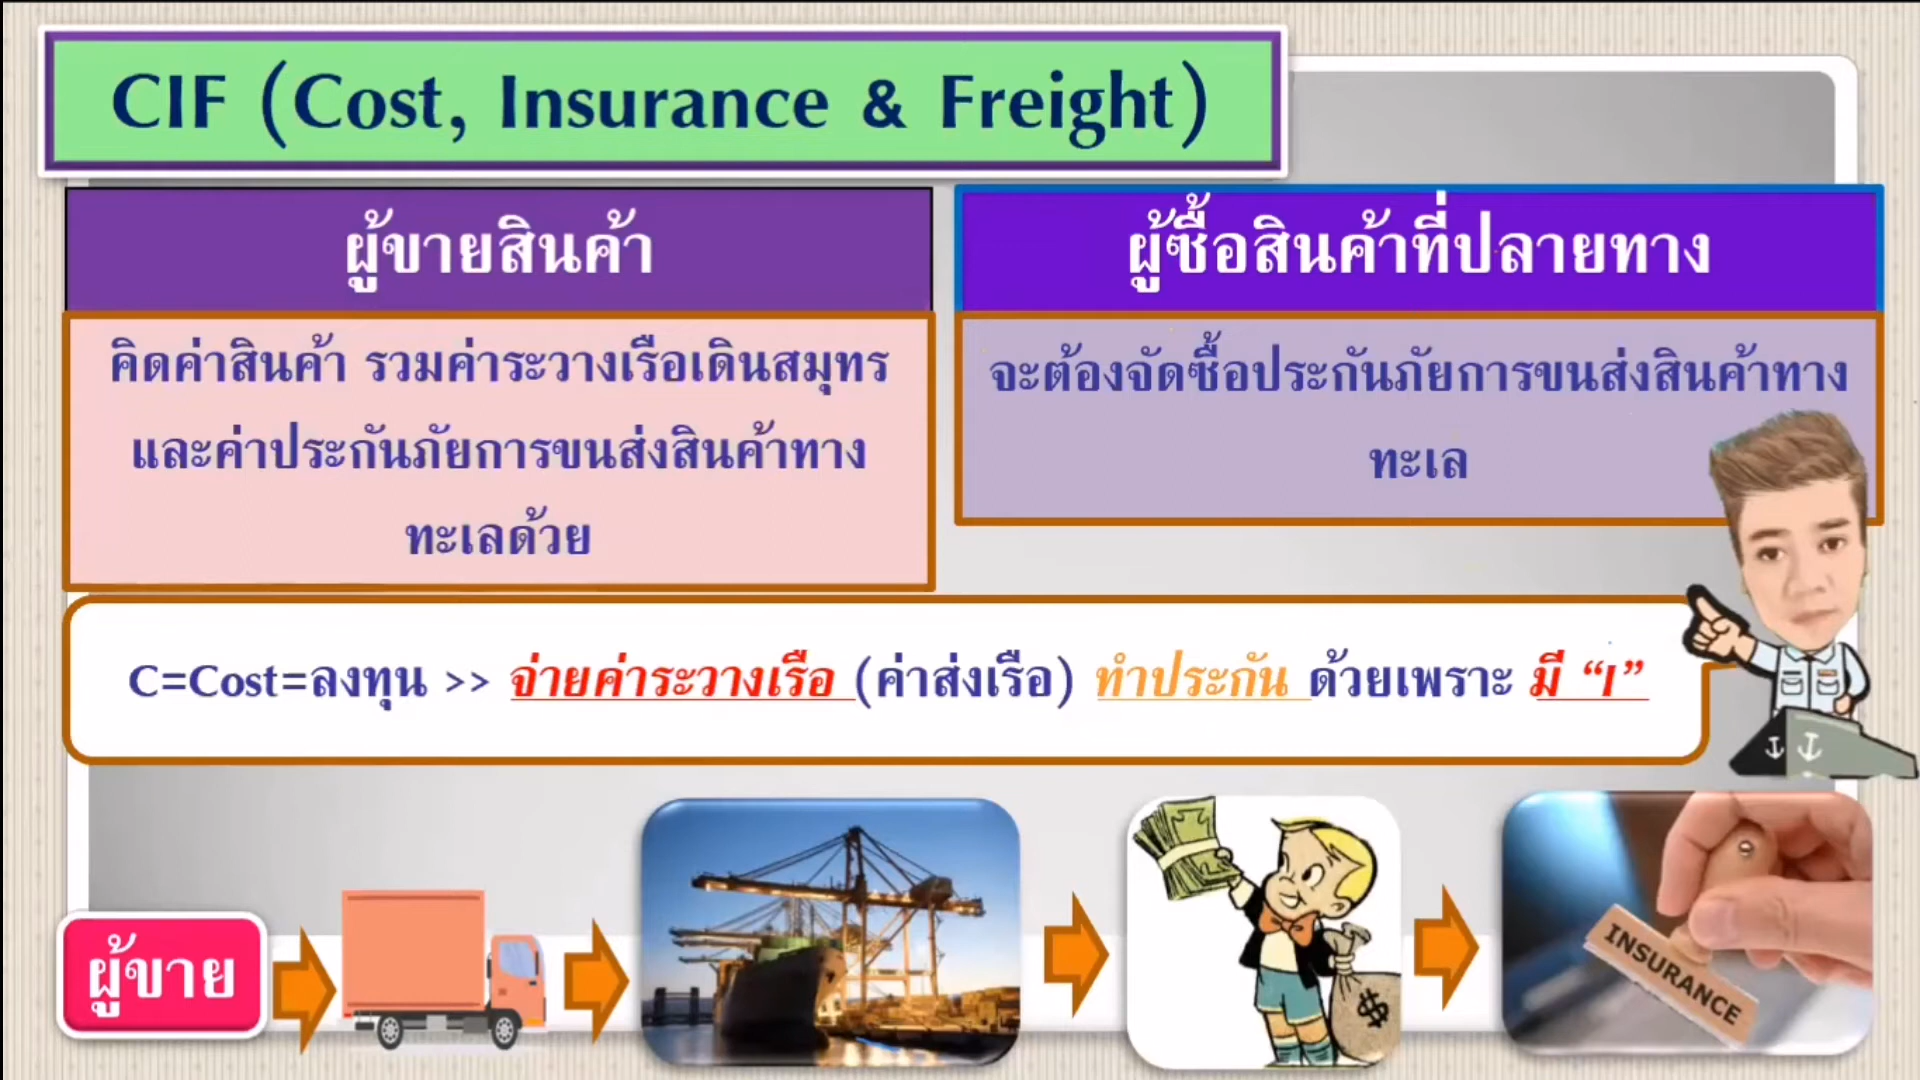 CIF (Cost, Insurance & Freight)
ผู้ขายสินค้า
คิดค่าสินค้า รวมค่าระวางเรือเดินสมุทร
และค่าประกันภัยการขนส่งสินค้าทาง
ทะเลด้วย
ผู้ซื้อสินค้าที่ปลายทาง
จะต้องจัดซื้อประกันภัยการขนส่งสินค้าทาง
ทะเล
C=Cost=ลงทุน >> จ่ายค่าระวางเรือ (ค่าส่งเรือ) ทำประกัน ด้วยเพราะ มี “I”
ผู้ขาย
$
INSURANCE